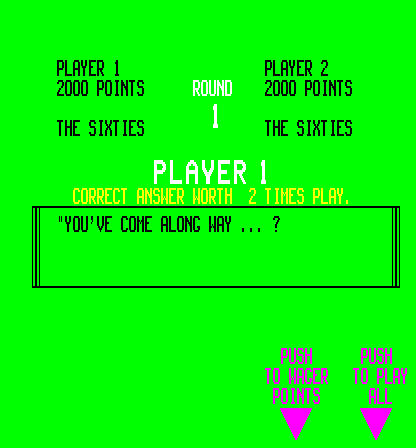 PLAYER 1
2000 POINTS
THE SIXTIES
ROUND
1
PLAYER 2
2000 POINTS
THE SIXTIES
PLAYER 1
CORRECT ANSWER WORTH 2 TIMES PLAY.
"YOU'VE COME ALONG WAY ... ?
PUSH
TO WAGER
POINTS
PUSH
TO PLAY
ALL